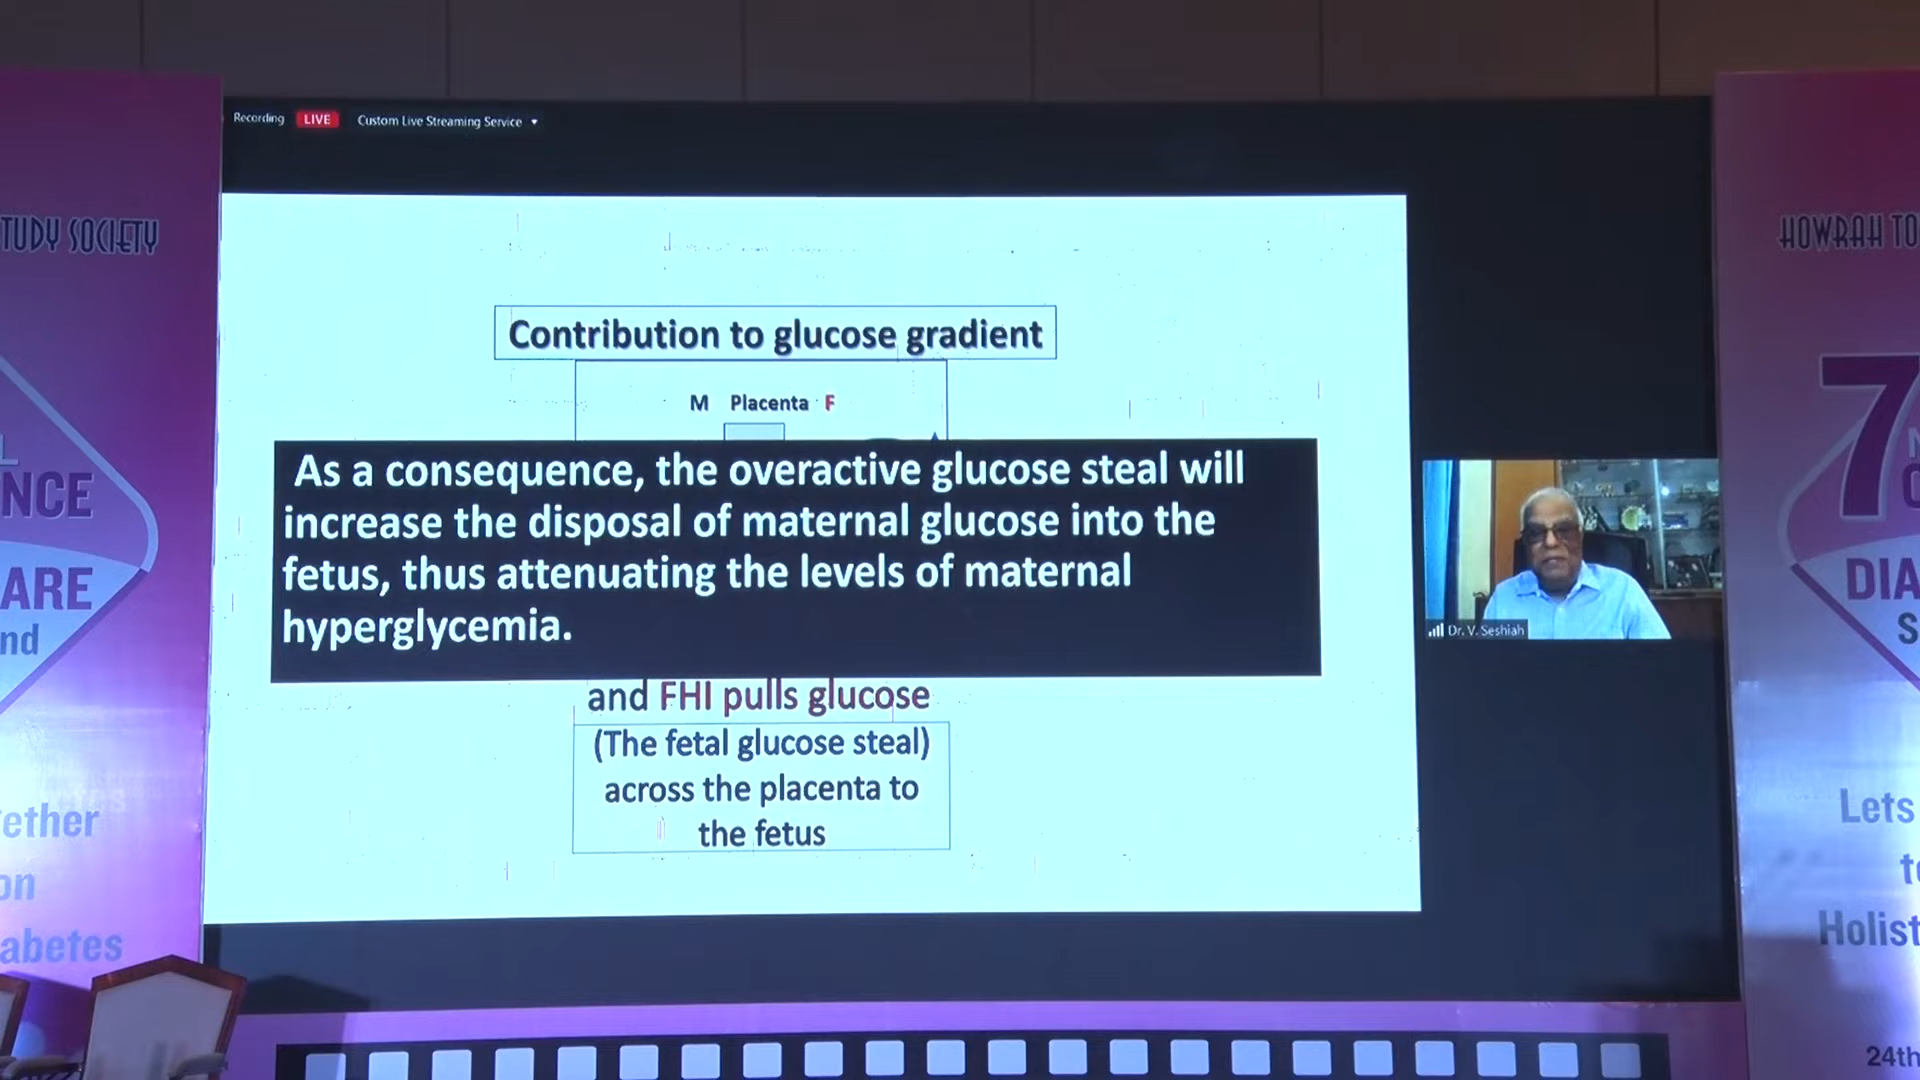 Recording LIVE Custom Live Streaming Service
TUDY SOCIETY
NCE
ARE
nd
ether
on
abetes
Contribution to glucose gradient
M Placenta F
As a consequence, the overactive glucose steal will
increase the disposal of maternal glucose into the
fetus, thus attenuating the levels of maternal
hyperglycemia.
and FHI pulls glucose
(The fetal glucose steal)
across the placenta to
the fetus
Dr. V. Seshiah
HOWRAH TO
7
DIA
S
Lets
Holist
24th